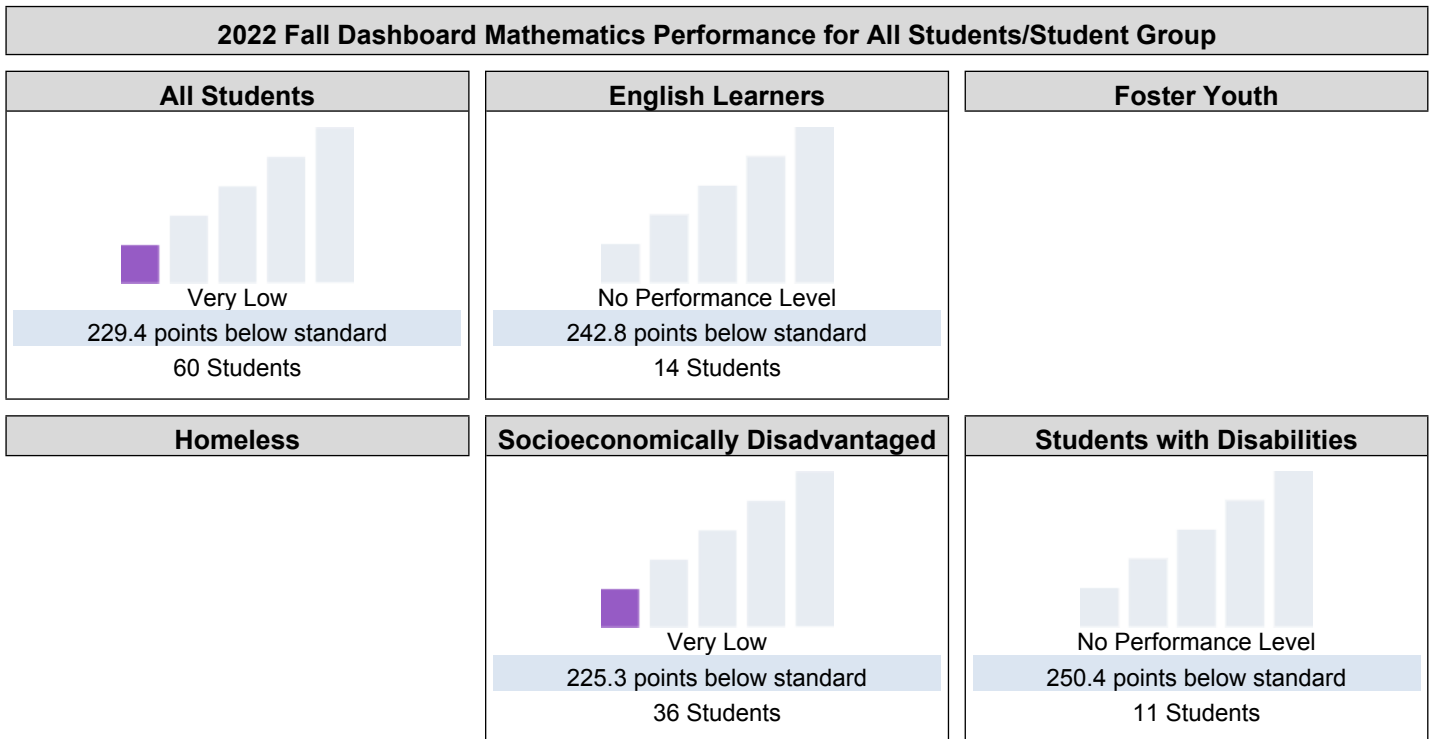 2022 Fall Dashboard Mathematics Performance for All Students/Student Group
All Students
Very Low
229.4 points below standard
60 Students
English Learners
No Performance Level
242.8 points below standard
14 Students
Foster Youth
Homeless
Socioeconomically Disadvantaged
Very Low
225.3 points below standard
36 Students
Students with Disabilities
No Performance Level
250.4 points below standard
11 Students